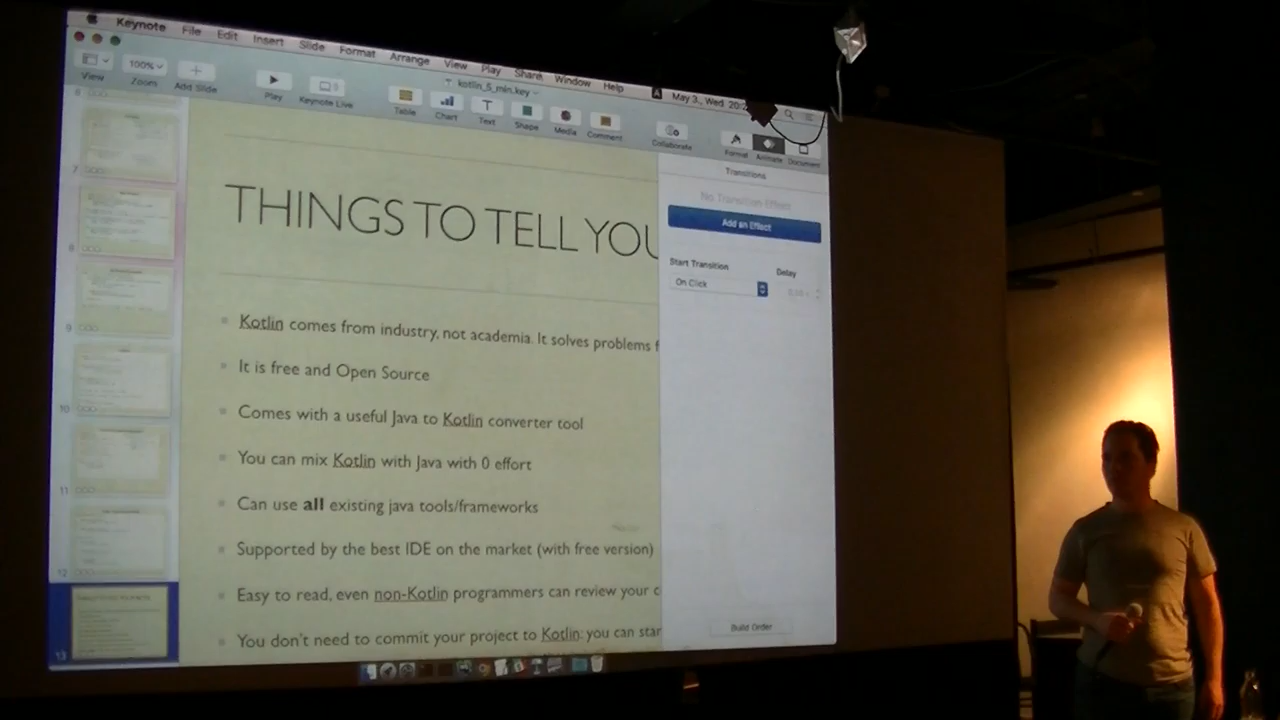 Keynote File Edit Insert Slide Format Arrange View Play Share Window Help A May 3., Wed 20:2
kotlin_5_min.key
100%
View Zoom Add Slide Play Keynote Live Table Chart Text Shape Media Comment Collaborate Format Animate Document
Transitions
No Transition Effect
Add an Effect
Start Transition Delay
On Click
THINGS TO TELL YOU
Kotlin comes from industry, not academia. It solves problems f
It is free and Open Source
Comes with a useful Java to Kotlin converter tool
You can mix Kotlin with Java with 0 effort
Can use all existing java tools/frameworks
Supported by the best IDE on the market (with free version)
Easy to read, even non-Kotlin programmers can review your c
You don't need to commit your project to Kotlin: you can star
Build Order
7
8
9
10
11
12
13